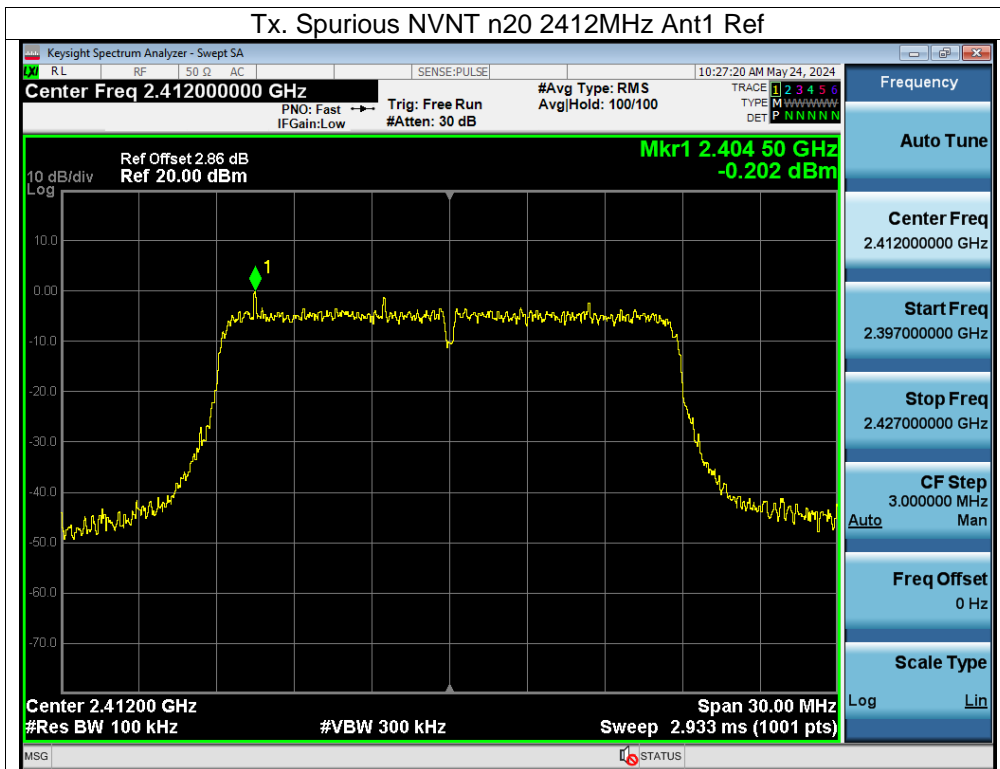 Tx. Spurious NVNT n20 2412MHz Ant1 Ref
Keysight Spectrum Analyzer - Swept SA
LXI RL RF 50 Ω AC SENSE:PULSE 10:27:20 AM May 24, 2024
Center Freq 2.412000000 GHz
PNO: Fast
IFGain:Low
Trig: Free Run
#Atten: 30 dB
#Avg Type: RMS
Avg|Hold: 100/100
TRACE 1 2 3 4 5 6
TYPE M WWWWW
DET P N N N N N
Mkr1 2.404 50 GHz
-0.202 dBm
Ref Offset 2.86 dB
10 dB/div Ref 20.00 dBm
Log
1
10.0
0.00
-10.0
-20.0
-30.0
-40.0
-50.0
-60.0
-70.0
Center 2.41200 GHz Span 30.00 MHz
#Res BW 100 kHz #VBW 300 kHz Sweep 2.933 ms (1001 pts)
MSG STATUS
Frequency
Auto Tune
Center Freq
2.412000000 GHz
Start Freq
2.397000000 GHz
Stop Freq
2.427000000 GHz
CF Step
3.000000 MHz
Auto Man
Freq Offset
0 Hz
Scale Type
Log Lin